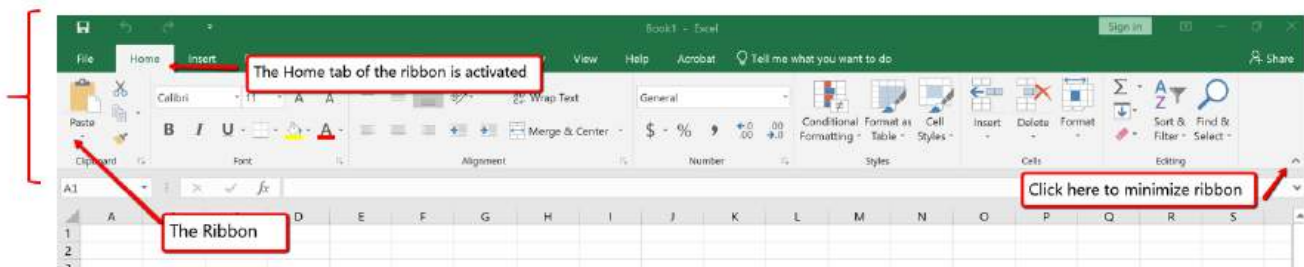 Book1 - Excel Sign in
File Home Insert View Help Acrobat Tell me what you want to do Share
The Home tab of the ribbon is activated
Calibri 11 A A Wrap Text General
Paste B I U A Merge & Center $ % , Conditional Formatting Format as Table Cell Styles Insert Delete Format Sort & Filter Find & Select
Clipboard Font Alignment Number Styles Cells Editing
A1 fx
Click here to minimize ribbon
A D E F G H I J K L M N O P Q R S
The Ribbon
1
2